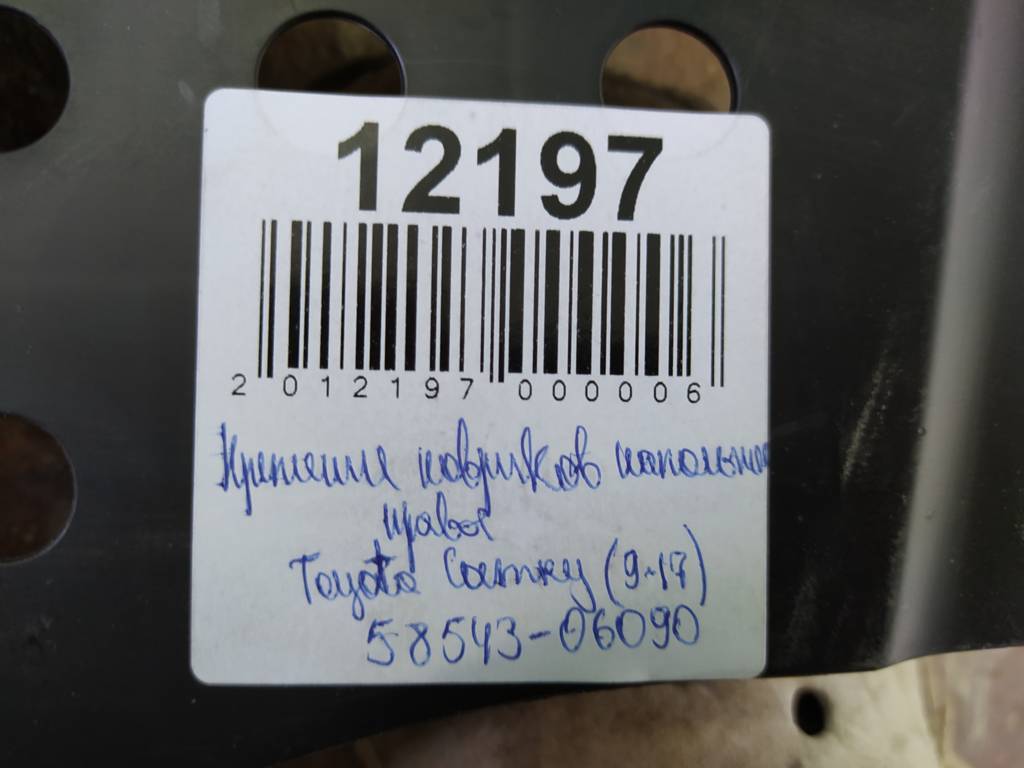 12197
2 012197 000006
Крепление ковриков напольных
правое
Toyota Camry (9-17)
58543-06090